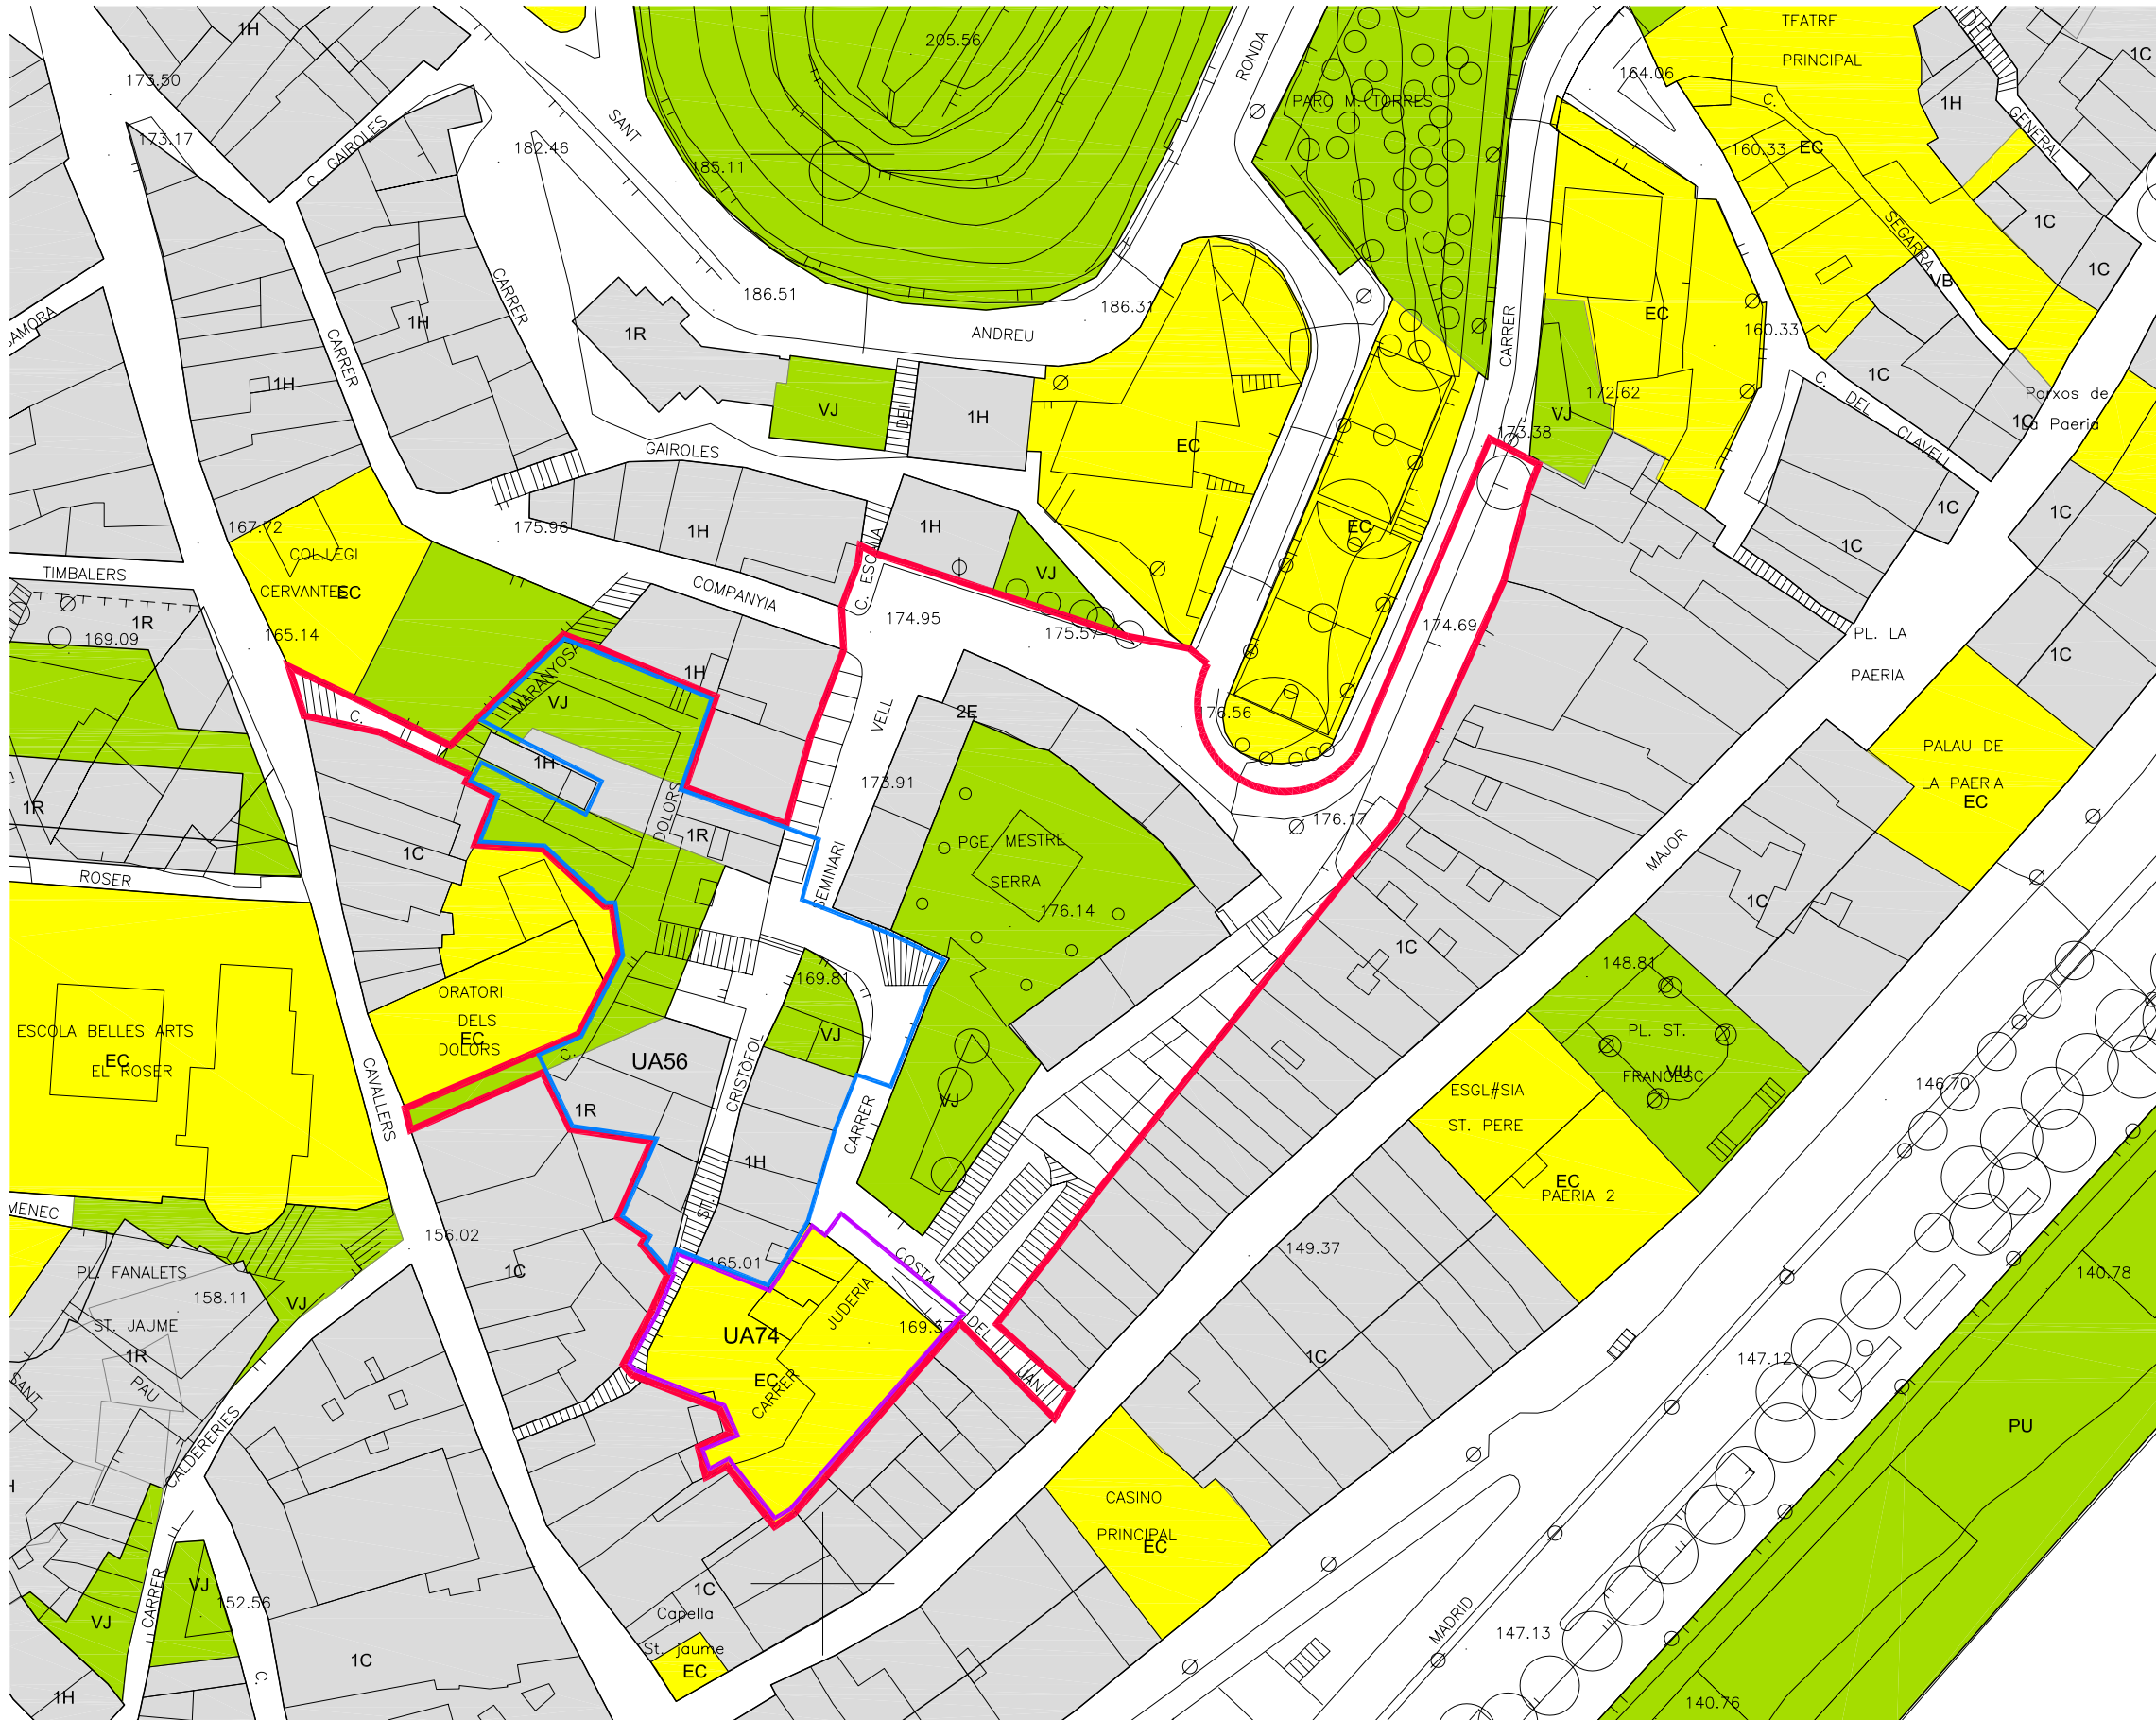 1H
TEATRE
PRINCIPAL
205.56
RONDA
1C
173.50
164.06
PARC M. TORRES
C.
1H
SANT
GENERAL
173.17
C. GAIROLES
182.46
185.11
160.33
EC
SEGARRA
1C
1C
VB
CARRER
186.51
186.31
EC
160.33
1H
1R
ANDREU
CARRER
CARRER
1H
VJ
DEL
1H
172.62
VJ
C.
DEL
CLAVELL
1C
Porxos de
La Paeria
1C
EC
173.38
GAIROLES
167.72
175.96
1H
1H
EC
1C
1C
1C
COL.LEGI
CERVANTES
EC
TIMBALERS
COMPANYIA
C. ESCALA
VJ
1R
169.09
165.14
174.95
175.57
174.69
PL. LA
PAERIA
1C
MARANYOSA
VJ
1H
C.
VELL
2E
176.56
PALAU DE
LA PAERIA
EC
1H
173.91
1R
DOLORS
1R
1C
PGE. MESTRE
SERRA
176.14
176.17
MAJOR
ROSER
SEMINARI
1C
1C
148.81
169.81
ORATORI
DELS
EC
DOLORS
ESCOLA BELLES ARTS
EC
EL ROSER
VJ
PL. ST.
VU
FRANCESC
C.
UA56
CRISTÒFOL
CAVALLERS
VJ
146.70
ESGL#SIA
ST. PERE
1R
CARRER
1H
EC
PAERIA 2
MENEC
ST.
156.02
149.37
165.01
COSTA
PL. FANALETS
158.11
VJ
1C
140.78
ST. JAUME
1R
JUDERIA
169.37
DEL
UA74
1C
147.12
SANT
PAU
EC
CARRER
JAN
PU
CALDERERIES
CASINO
PRINCIPAL
EC
VJ
152.56
CARRER
VJ
1C
Capella
St. jaume
EC
MADRID
147.13
1C
C.
1H
140.76